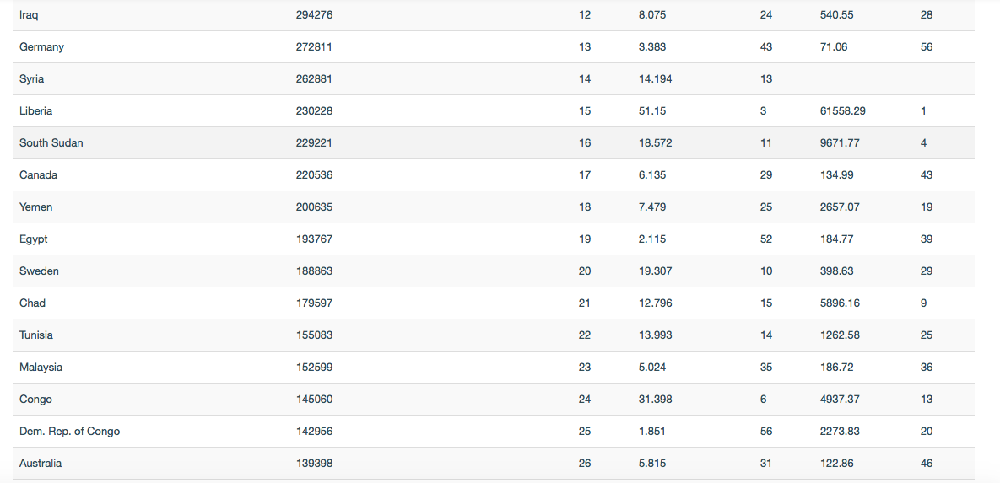 Iraq 294276 12 8.075 24 540.55 28
Germany 272811 13 3.383 43 71.06 56
Syria 262881 14 14.194 13
Liberia 230228 15 51.15 3 61558.29 1
South Sudan 229221 16 18.572 11 9671.77 4
Canada 220536 17 6.135 29 134.99 43
Yemen 200635 18 7.479 25 2657.07 19
Egypt 193767 19 2.115 52 184.77 39
Sweden 188863 20 19.307 10 398.63 29
Chad 179597 21 12.796 15 5896.16 9
Tunisia 155083 22 13.993 14 1262.58 25
Malaysia 152599 23 5.024 35 186.72 36
Congo 145060 24 31.398 6 4937.37 13
Dem. Rep. of Congo 142956 25 1.851 56 2273.83 20
Australia 139398 26 5.815 31 122.86 46